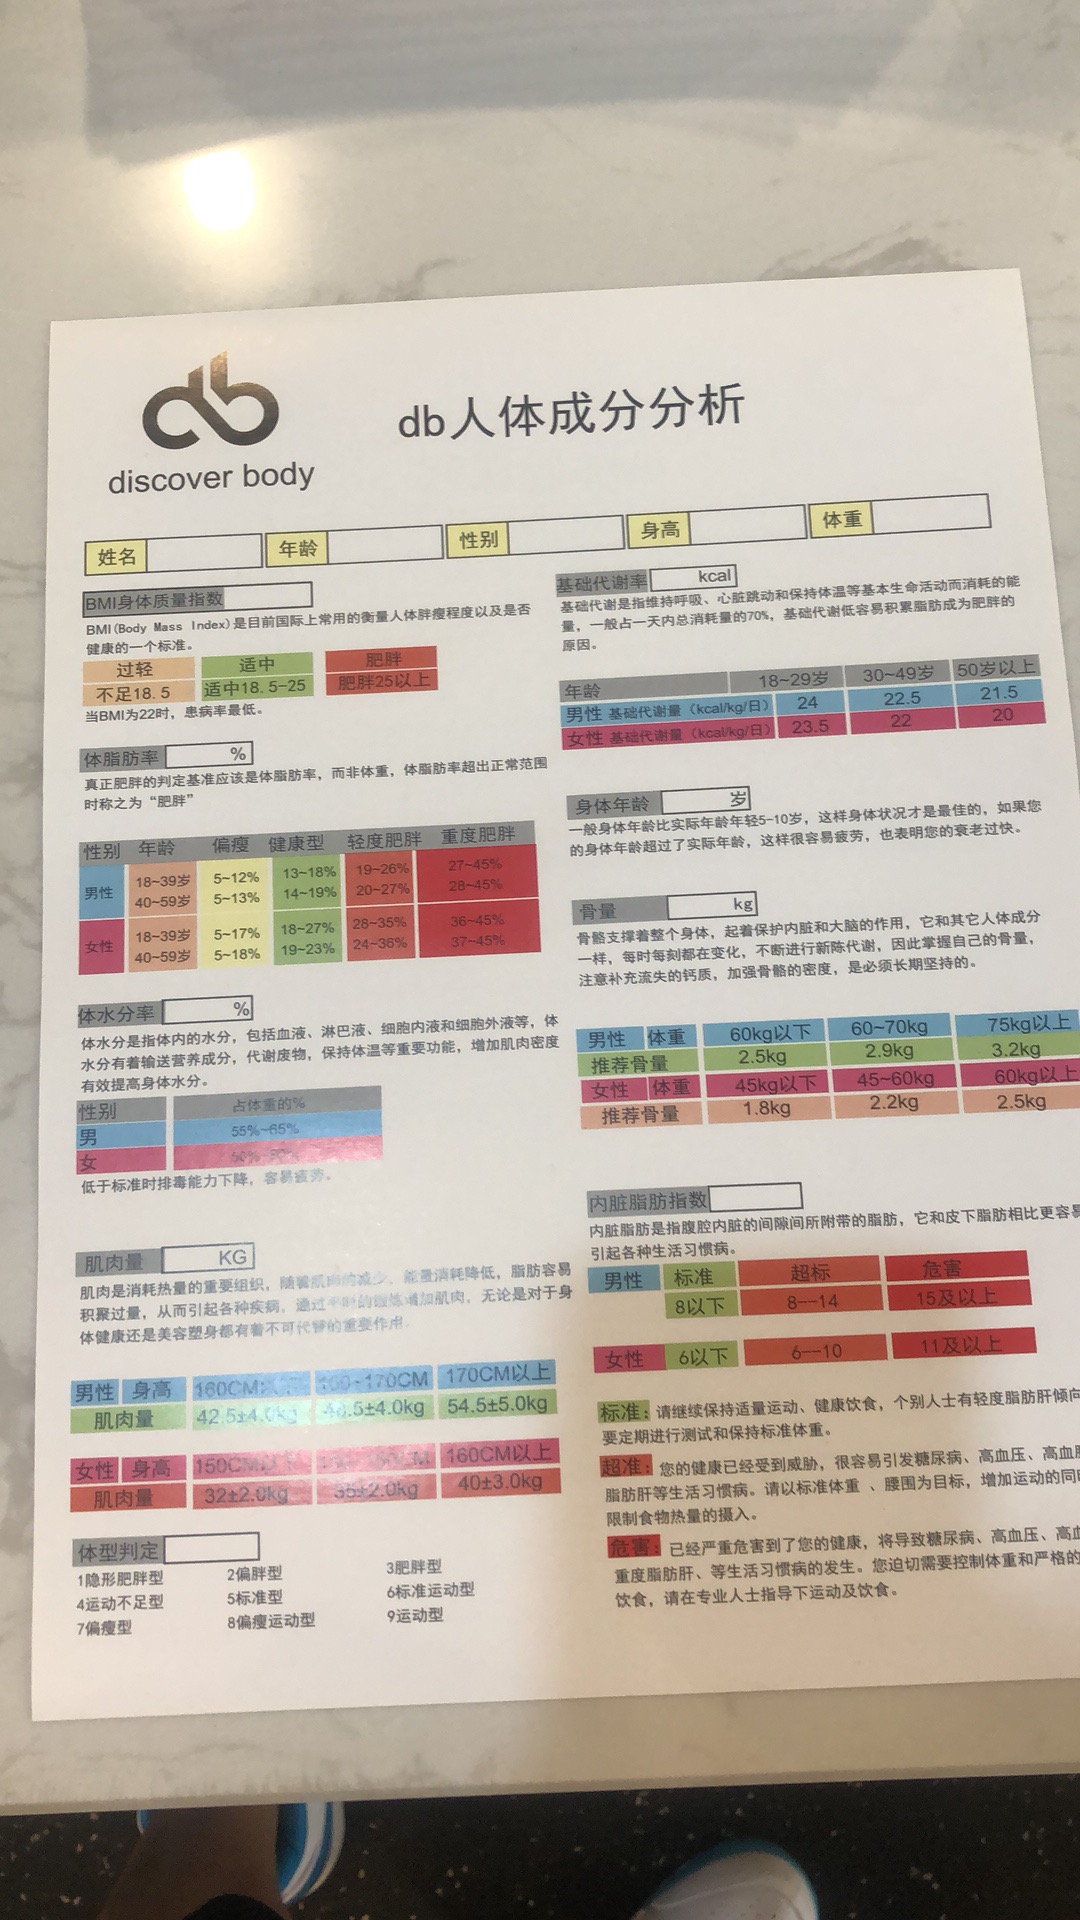 db
discover body
db人体成分分析
姓名 年龄 性别 身高 体重
BMI身体质量指数
BMI(Body Mass Index)是目前国际上常用的衡量人体胖瘦程度以及是否
健康的一个标准。
过轻 适中 肥胖
不足18.5 适中18.5-25 肥胖25以上
当BMI为22时，患病率最低。
体脂肪率 %
真正肥胖的判定基准应该是体脂肪率，而非体重，体脂肪率超出正常范围
时称之为“肥胖”
性别 年龄 偏瘦 健康型 轻度肥胖 重度肥胖
男性 18~39岁 5~12% 13~18% 19~26% 27~45%
40~59岁 5~13% 14~19% 20~27% 28~45%
女性 18~39岁 5~17% 18~27% 28~35% 36~45%
40~59岁 5~18% 19~23% 24~36% 37~45%
体水分率 %
体水分是指体内的水分，包括血液、淋巴液、细胞内液和细胞外液等，体
水分有着输送营养成分，代谢废物，保持体温等重要功能，增加肌肉密度
有效提高身体水分。
性别 占体重的%
男 55%~65%
女
低于标准时排毒能力下降，容易疲劳。
肌肉量 KG
肌肉是消耗热量的重要组织，随着肌肉的减少，能量消耗降低，脂肪容易
积聚过量，从而引起各种疾病，通过平时的锻炼增加肌肉，无论是对于身
体健康还是美容塑身都有着不可代替的重要作用。
男性 身高 160CM 170CM 170CM以上
肌肉量 42.5±4.0kg .5±4.0kg 54.5±5.0kg
女性 身高 150CM以下 160CM以上
肌肉量 32±2.0kg 35±2.0kg 40±3.0kg
体型判定
1隐形肥胖型 2偏胖型 3肥胖型
4运动不足型 5标准型 6标准运动型
7偏瘦型 8偏瘦运动型 9运动型
基础代谢率 kcal
基础代谢是指维持呼吸、心脏跳动和保持体温等基本生命活动而消耗的能
量，一般占一天内总消耗量的70%，基础代谢低容易积累脂肪成为肥胖的
原因。
年龄 18~29岁 30~49岁 50岁以上
男性 基础代谢量（kcal/kg/日） 24 22.5 21.5
女性 基础代谢量（kcal/kg/日） 23.5 22 20
身体年龄 岁
一般身体年龄比实际年龄年轻5-10岁，这样身体状况才是最佳的，如果您
的身体年龄超过了实际年龄，这样很容易疲劳，也表明您的衰老过快。
骨量 kg
骨骼支撑着整个身体，起着保护内脏和大脑的作用，它和其它人体成分
一样，每时每刻都在变化，不断进行新陈代谢，因此掌握自己的骨量，
注意补充流失的钙质，加强骨骼的密度，是必须长期坚持的。
男性 体重 60kg以下 60~70kg 75kg以上
推荐骨量 2.5kg 2.9kg 3.2kg
女性 体重 45kg以下 45~60kg 60kg以上
推荐骨量 1.8kg 2.2kg 2.5kg
内脏脂肪指数
内脏脂肪是指腹腔内脏的间隙间所附带的脂肪，它和皮下脂肪相比更容易
引起各种生活习惯病。
男性 标准 超标 危害
8以下 8--14 15及以上
女性 6以下 6--10 11及以上
标准：请继续保持适量运动、健康饮食，个别人士有轻度脂肪肝倾向
要定期进行测试和保持标准体重。
超准：您的健康已经受到威胁，很容易引发糖尿病、高血压、高血脂
脂肪肝等生活习惯病。请以标准体重 、腰围为目标，增加运动的同时
限制食物热量的摄入。
危害：已经严重危害到了您的健康，将导致糖尿病、高血压、高血
重度脂肪肝、等生活习惯病的发生。您迫切需要控制体重和严格的
饮食，请在专业人士指导下运动及饮食。